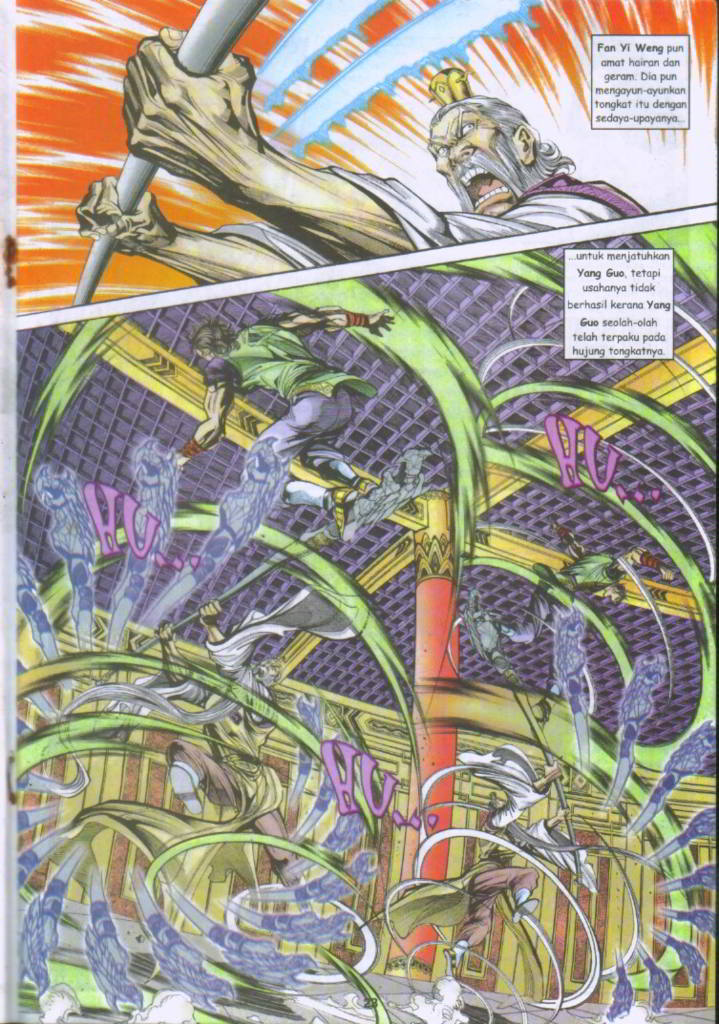 Fan Yi Weng pun
amat hairan dan
geram. Dia pun
mengayun-ayunkan
tongkat itu dengan
sedaya-upayanya...
...untuk menjatuhkan
Yang Guo, tetapi
usahanya tidak
berhasil kerana Yang
Guo seolah-olah
telah terpaku pada
hujung tongkatnya.
HU...
HU...
HU...
23